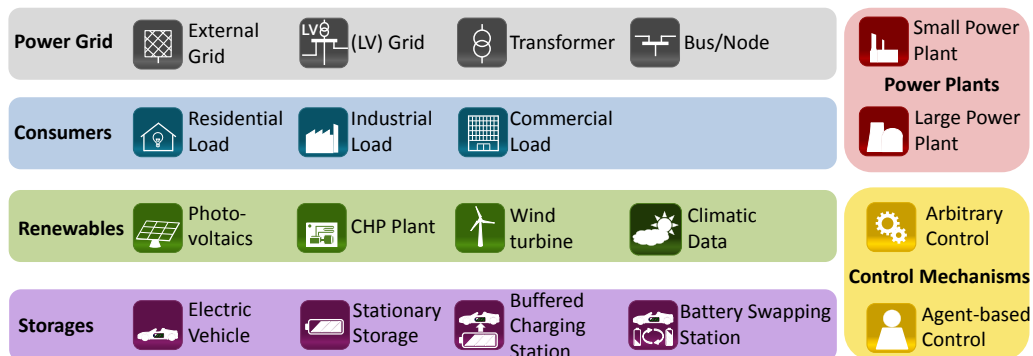 Power Grid
External
Grid
LV
(LV) Grid
Transformer
Bus/Node
Consumers
Residential
Load
Industrial
Load
Commercial
Load
Renewables
Photo-
voltaics
CHP Plant
Wind
turbine
Climatic
Data
Storages
Electric
Vehicle
Stationary
Storage
Buffered
Charging
Station
Battery Swapping
Station
Small Power
Plant
Power Plants
Large Power
Plant
Arbitrary
Control
Control Mechanisms
Agent-based
Control